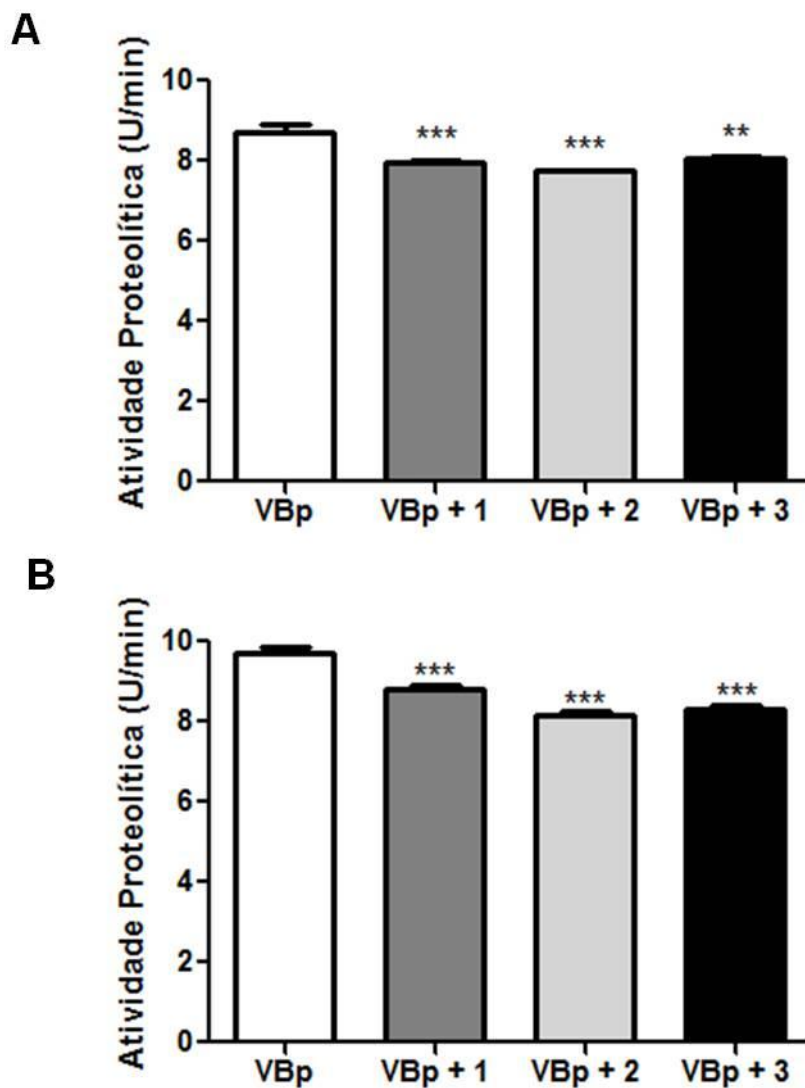 A
Atividade Proteolítica (U/min)
10
8
6
4
2
0
***
***
**
VBp
VBp + 1
VBp + 2
VBp + 3
B
Atividade Proteolítica (U/min)
10
8
6
4
2
0
***
***
***
VBp
VBp + 1
VBp + 2
VBp + 3